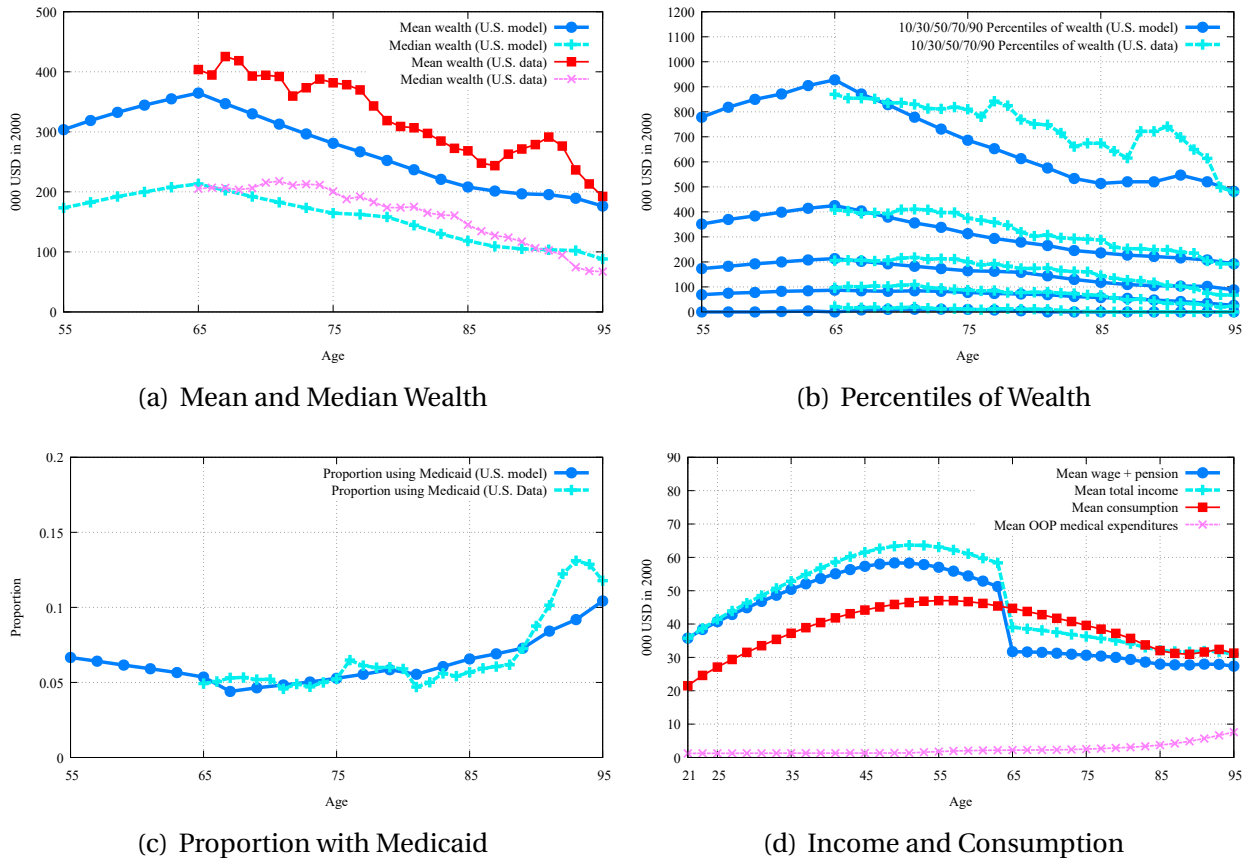 Mean wealth (U.S. model)
Median wealth (U.S. model)
Mean wealth (U.S. data)
Median wealth (U.S. data)
500
400
300
200
100
0
000 USD in 2000
55
65
75
85
95
Age
(a) Mean and Median Wealth
10/30/50/70/90 Percentiles of wealth (U.S. model)
10/30/50/70/90 Percentiles of wealth (U.S. data)
1200
1100
1000
900
800
700
600
500
400
300
200
100
0
000 USD in 2000
55
65
75
85
95
Age
(b) Percentiles of Wealth
Proportion using Medicaid (U.S. model)
Proportion using Medicaid (U.S. Data)
0.2
0.15
0.1
0.05
0
Proportion
55
65
75
85
95
Age
(c) Proportion with Medicaid
Mean wage + pension
Mean total income
Mean consumption
Mean OOP medical expenditures
90
80
70
60
50
40
30
20
10
0
000 USD in 2000
21
25
35
45
55
65
75
85
95
Age
(d) Income and Consumption